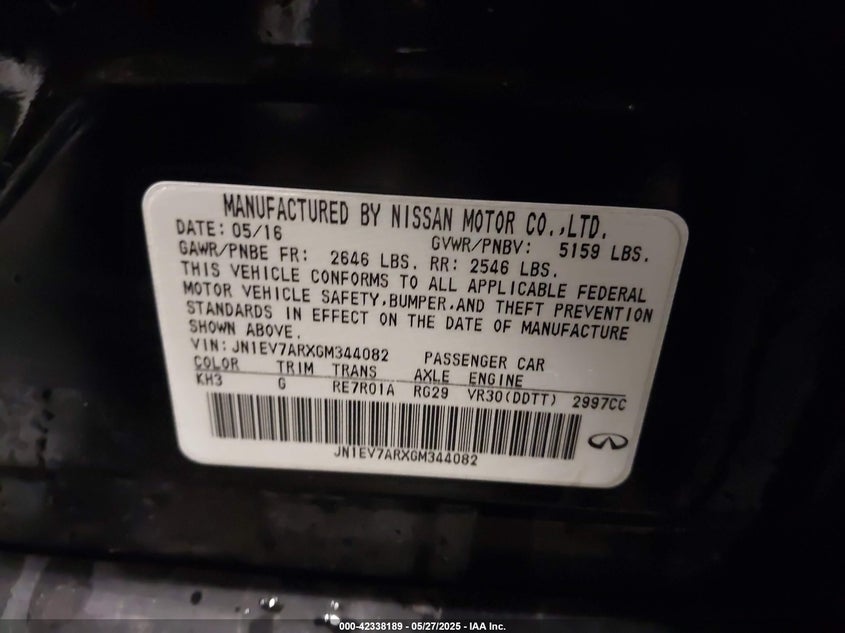 MANUFACTURED BY NISSAN MOTOR CO.,LTD.
DATE: 05/16 GVWR/PNBV: 5159 LBS.
GAWR/PNBE FR: 2646 LBS. RR: 2546 LBS.
THIS VEHICLE CONFORMS TO ALL APPLICABLE FEDERAL
MOTOR VEHICLE SAFETY,BUMPER,AND THEFT PREVENTION
STANDARDS IN EFFECT ON THE DATE OF MANUFACTURE
SHOWN ABOVE.
VIN: JN1EV7ARXGM344082 PASSENGER CAR
COLOR TRIM TRANS AXLE ENGINE
KH3 G RE7R01A RG29 VR30(DDTT) 2997CC
JN1EV7ARXGM344082
000-42338189 - 05/27/2025 - IAA Inc.